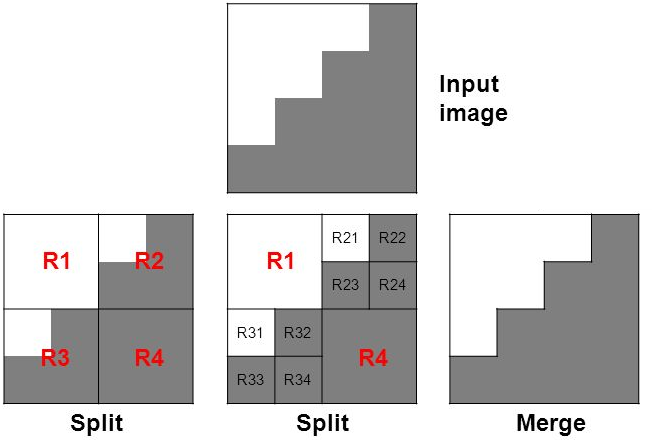 Input
image
R1
R2
R3
R4
Split
R1
R21
R22
R23
R24
R31
R32
R33
R34
R4
Split
Merge